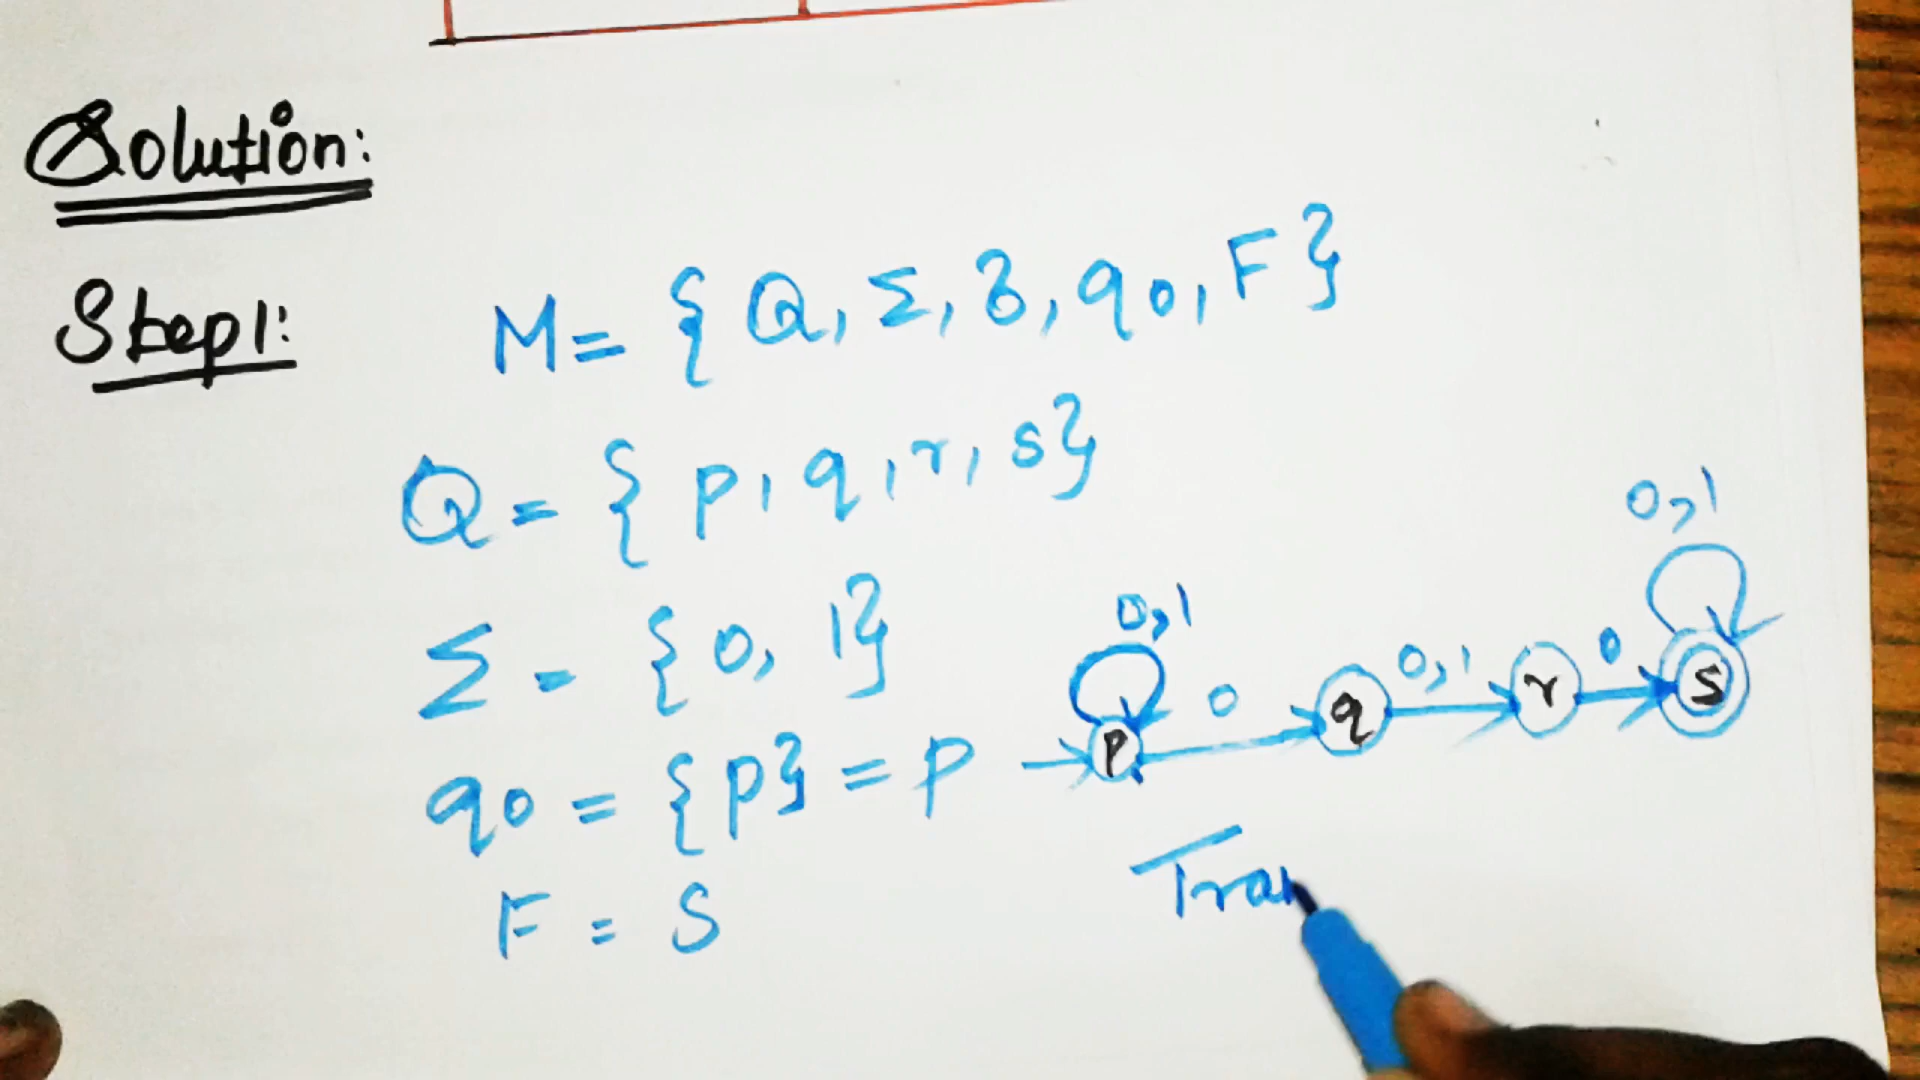 Solution:
Step1:
M = { Q, Σ, δ, q0, F }
Q = { p, q, r, s }
Σ = { 0, 1 }
q0 = { p } = p
F = S
0,1
0,1
0
0,1
0
p
q
r
s
Tran